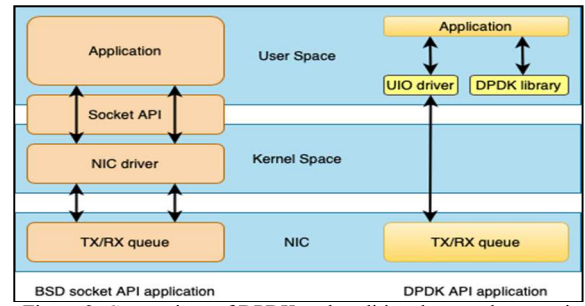 Application
Socket API
NIC driver
TX/RX queue
BSD socket API application
User Space
Kernel Space
NIC
Application
UIO driver
DPDK library
TX/RX queue
DPDK API application